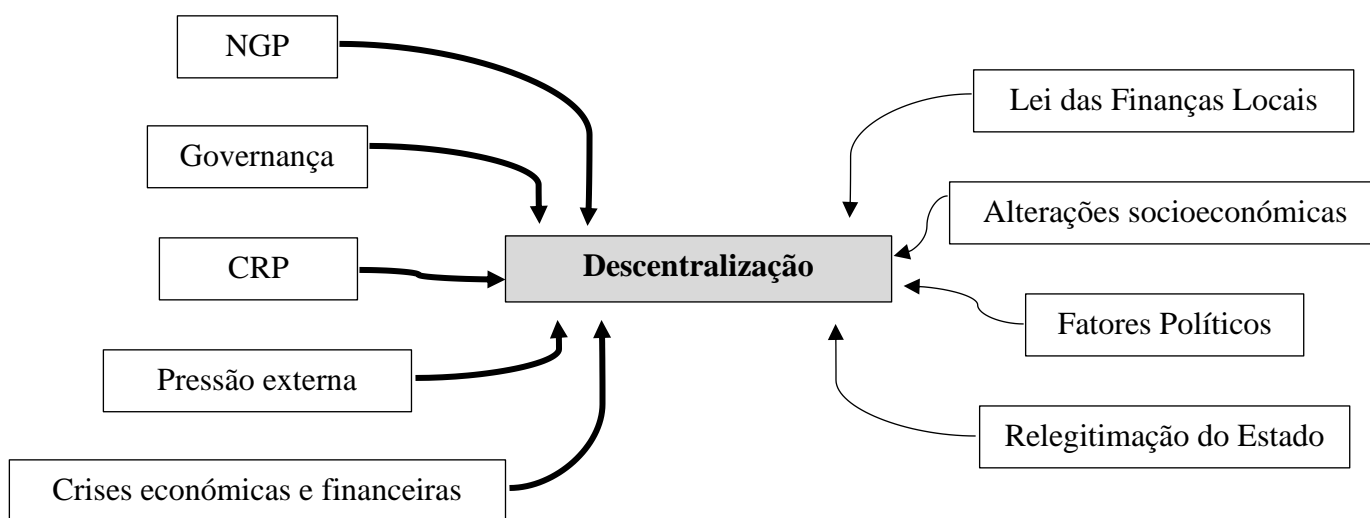 NGP
Governança
CRP
Pressão externa
Crises económicas e financeiras
Descentralização
Lei das Finanças Locais
Alterações socioeconómicas
Fatores Políticos
Relegitimação do Estado